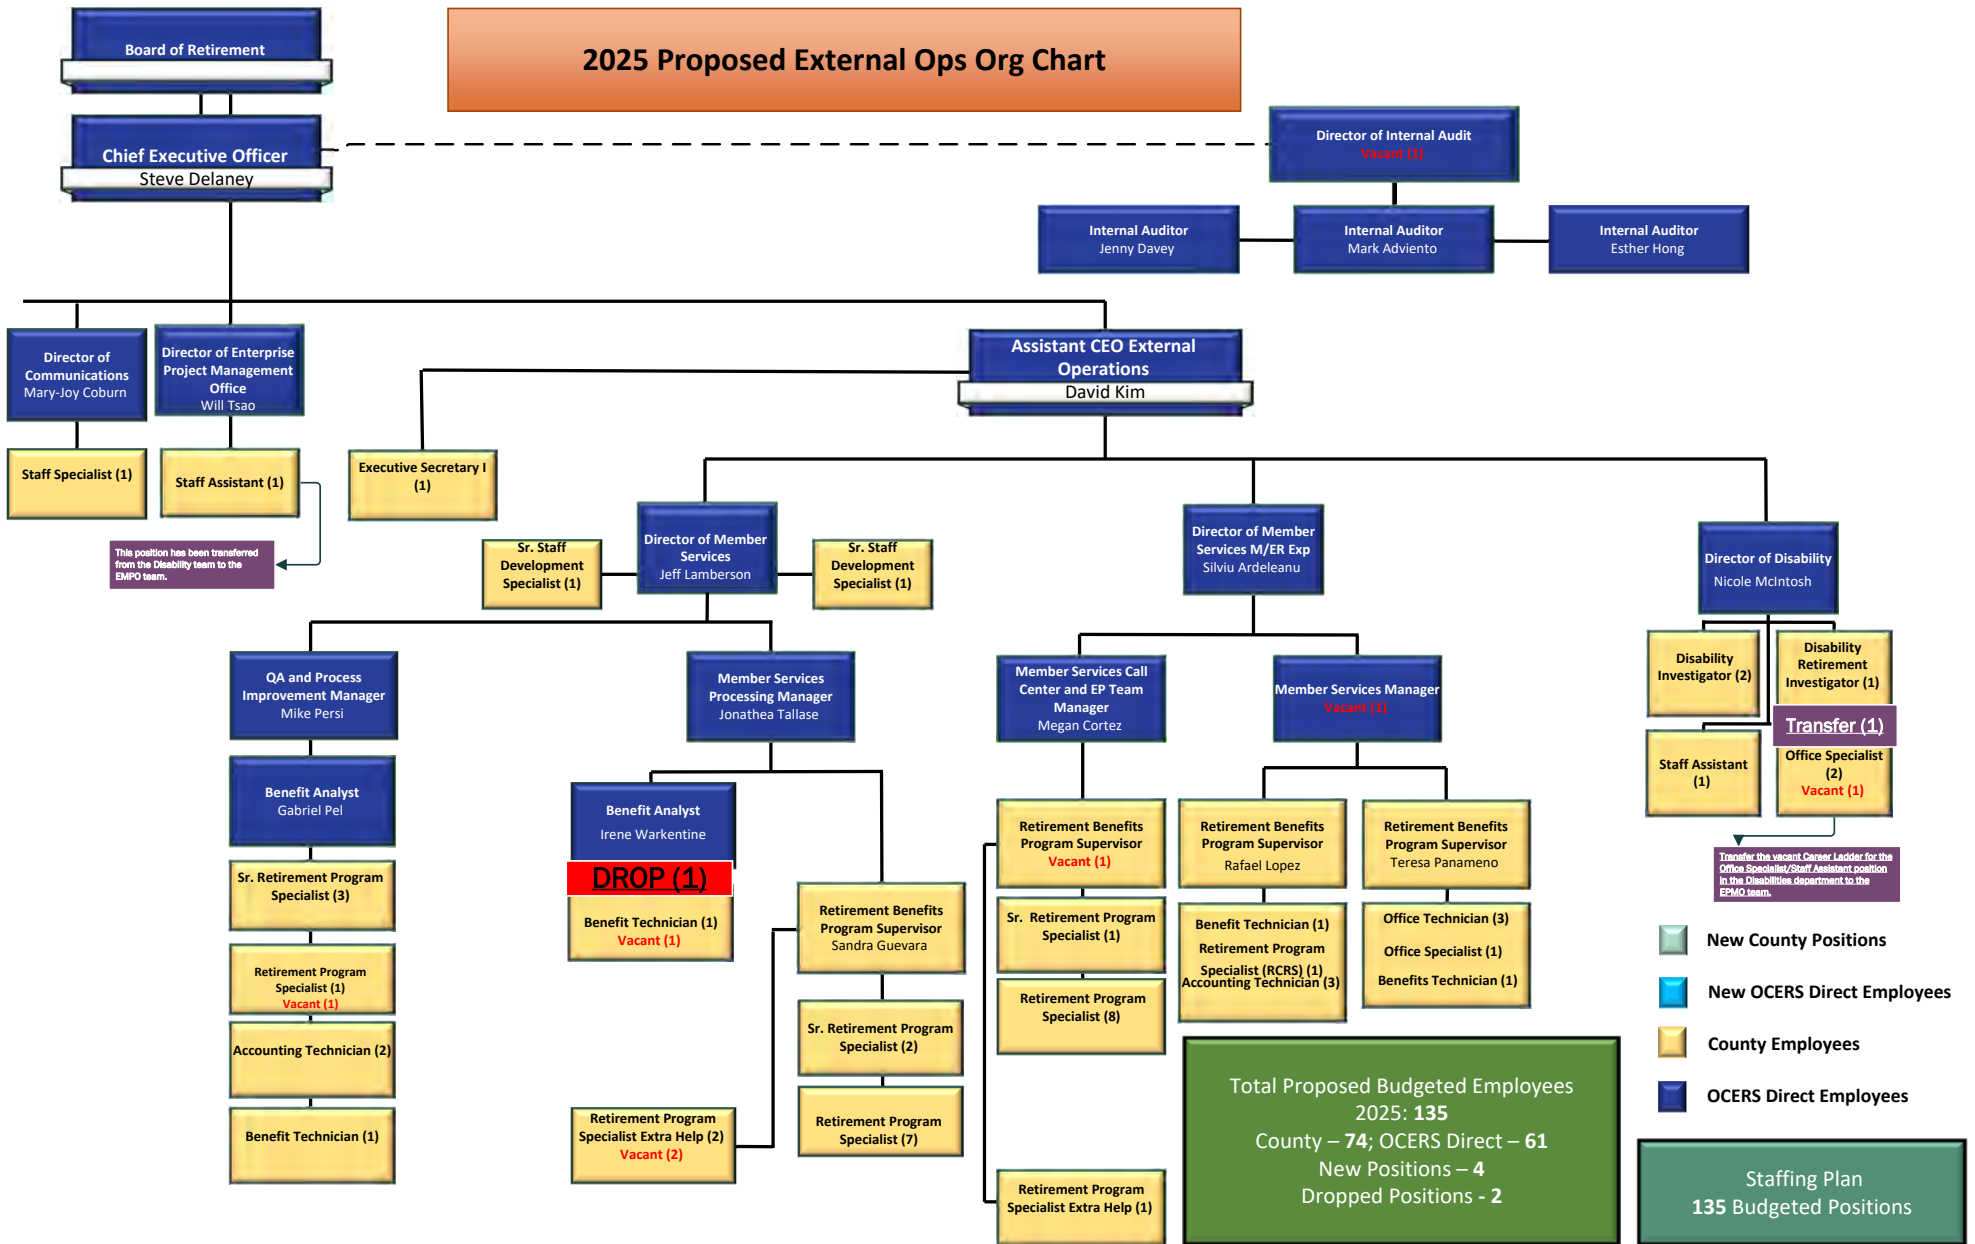 2025 Proposed External Ops Org Chart
Board of Retirement
Chief Executive Officer
Steve Delaney
Director of Internal Audit
Vacant (1)
Internal Auditor
Jenny Davey
Internal Auditor
Mark Adviento
Internal Auditor
Esther Hong
Director of
Communications
Mary-Joy Coburn
Director of Enterprise
Project Management
Office
Will Tsao
Assistant CEO External
Operations
David Kim
Staff Specialist (1)
Staff Assistant (1)
Executive Secretary I
(1)
This position has been transferred
from the Disability team to the
EMPO team.
Sr. Staff
Development
Specialist (1)
Director of Member
Services
Jeff Lamberson
Sr. Staff
Development
Specialist (1)
Director of Member
Services M/ER Exp
Silviu Ardeleanu
Director of Disability
Nicole McIntosh
QA and Process
Improvement Manager
Mike Persi
Member Services
Processing Manager
Jonathea Tallase
Member Services Call
Center and EP Team
Manager
Megan Cortez
Member Services Manager
Vacant (1)
Disability
Investigator (2)
Disability
Retirement
Investigator (1)
Transfer (1)
Staff Assistant
(1)
Office Specialist
(2)
Vacant (1)
Transfer the vacant Career Ladder for the
Office Specialist/Staff Assistant position
in the Disabilities department to the
EPMO team.
Benefit Analyst
Gabriel Pel
Sr. Retirement Program
Specialist (3)
Retirement Program
Specialist (1)
Vacant (1)
Accounting Technician (2)
Benefit Technician (1)
Benefit Analyst
Irene Warkentine
DROP (1)
Benefit Technician (1)
Vacant (1)
Retirement Benefits
Program Supervisor
Sandra Guevara
Sr. Retirement Program
Specialist (2)
Retirement Program
Specialist (7)
Retirement Program
Specialist Extra Help (2)
Vacant (2)
Retirement Benefits
Program Supervisor
Vacant (1)
Sr. Retirement Program
Specialist (1)
Retirement Program
Specialist (8)
Retirement Program
Specialist Extra Help (1)
Retirement Benefits
Program Supervisor
Rafael Lopez
Benefit Technician (1)
Retirement Program
Specialist (RCRS) (1)
Accounting Technician (3)
Retirement Benefits
Program Supervisor
Teresa Panameno
Office Technician (3)
Office Specialist (1)
Benefits Technician (1)
New County Positions
New OCERS Direct Employees
County Employees
OCERS Direct Employees
Total Proposed Budgeted Employees
2025: 135
County – 74; OCERS Direct – 61
New Positions – 4
Dropped Positions - 2
Staffing Plan
135 Budgeted Positions